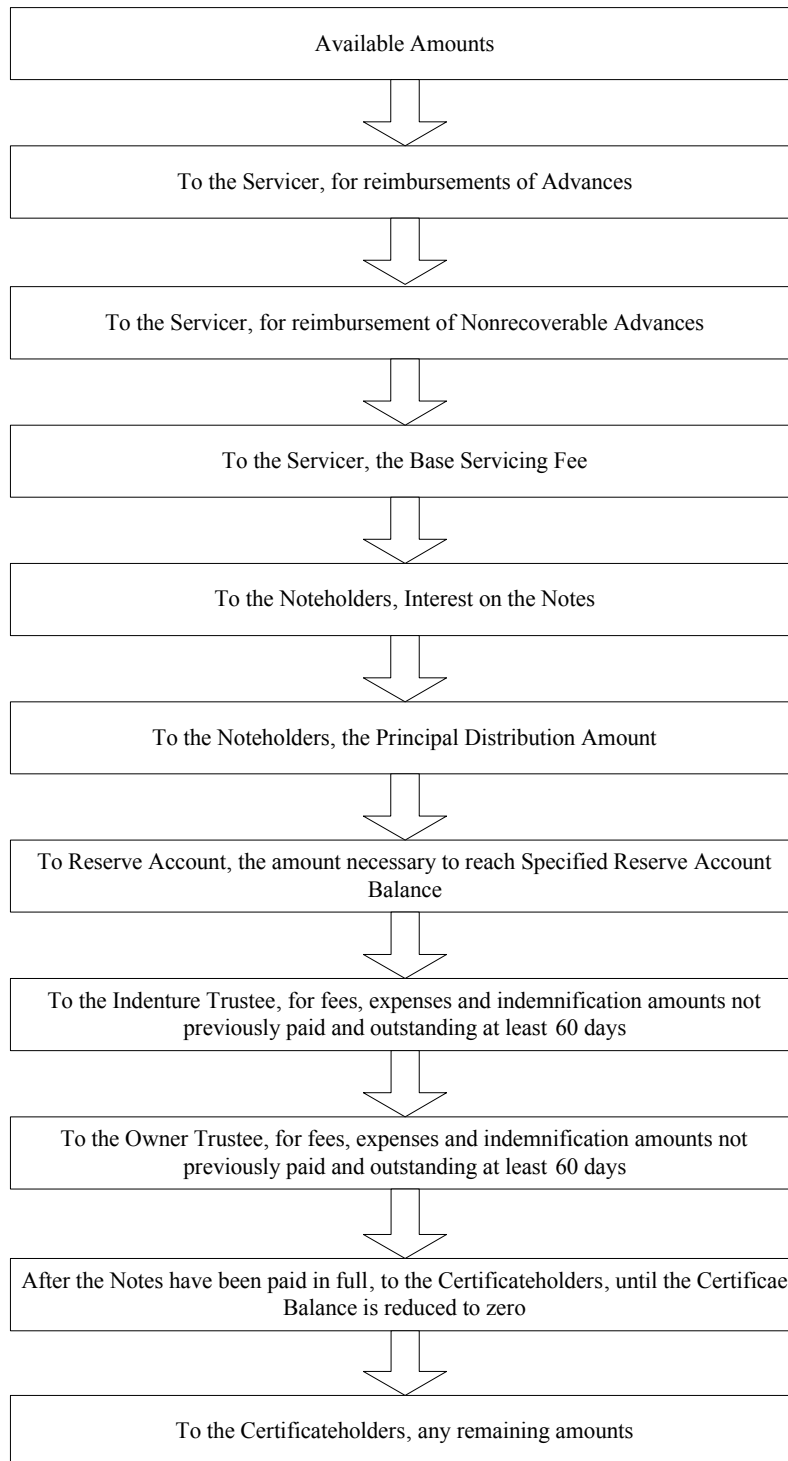 Available Amounts
To the Servicer, for reimbursements of Advances
To the Servicer, for reimbursement of Nonrecoverable Advances
To the Servicer, the Base Servicing Fee
To the Noteholders, Interest on the Notes
To the Noteholders, the Principal Distribution Amount
To Reserve Account, the amount necessary to reach Specified Reserve Account
Balance
To the Indenture Trustee, for fees, expenses and indemnification amounts not
previously paid and outstanding at least 60 days
To the Owner Trustee, for fees, expenses and indemnification amounts not
previously paid and outstanding at least 60 days
After the Notes have been paid in full, to the Certificateholders, until the Certificae
Balance is reduced to zero
To the Certificateholders, any remaining amounts